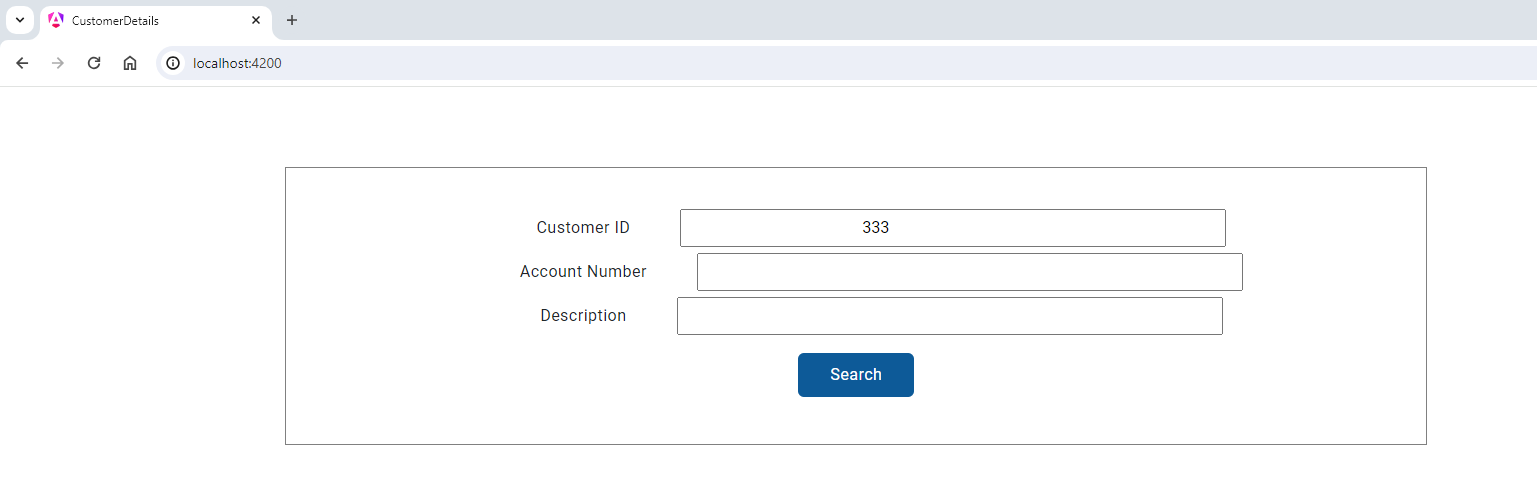 CustomerDetails
localhost:4200
Customer ID 333
Account Number
Description
Search